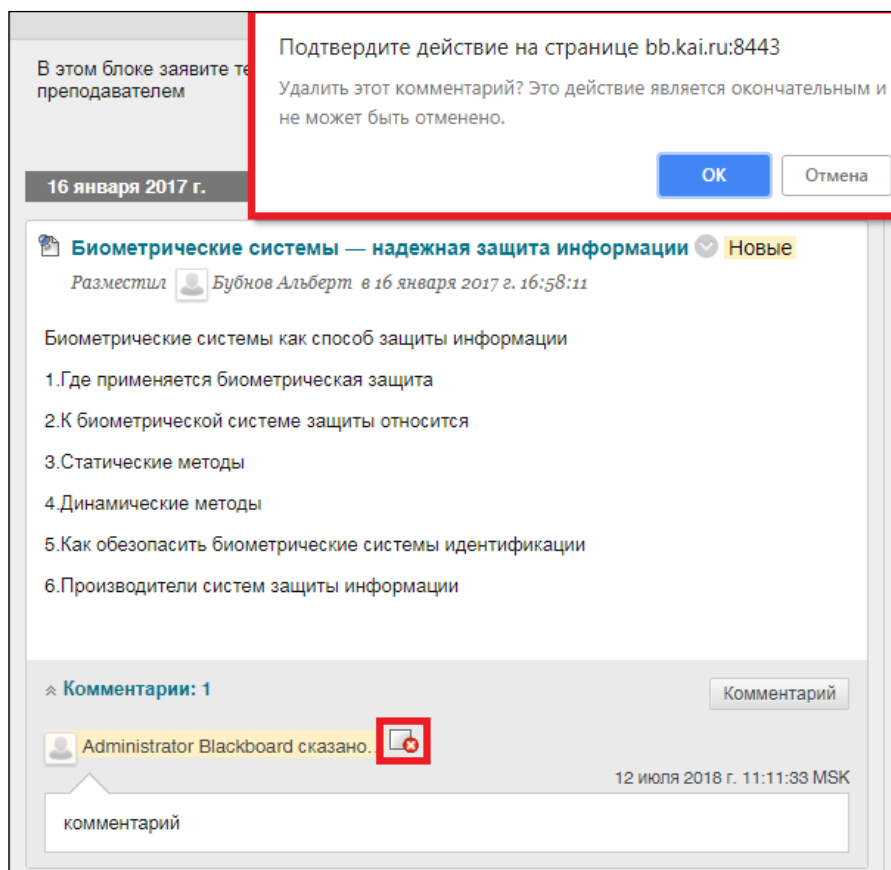 Подтвердите действие на странице bb.kai.ru:8443
Удалить этот комментарий? Это действие является окончательным и
не может быть отменено.
ОК
Отмена
В этом блоке заявите
преподавателем
16 января 2017 г.
Биометрические системы — надежная защита информации Новые
Разместил Бубнов Альберт в 16 января 2017 г. 16:58:11
Биометрические системы как способ защиты информации
1.Где применяется биометрическая защита
2.К биометрической системе защиты относится
3.Статические методы
4.Динамические методы
5.Как обезопасить биометрические системы идентификации
6.Производители систем защиты информации
Комментарии: 1
Комментарий
Administrator Blackboard сказано...
12 июля 2018 г. 11:11:33 MSK
комментарий